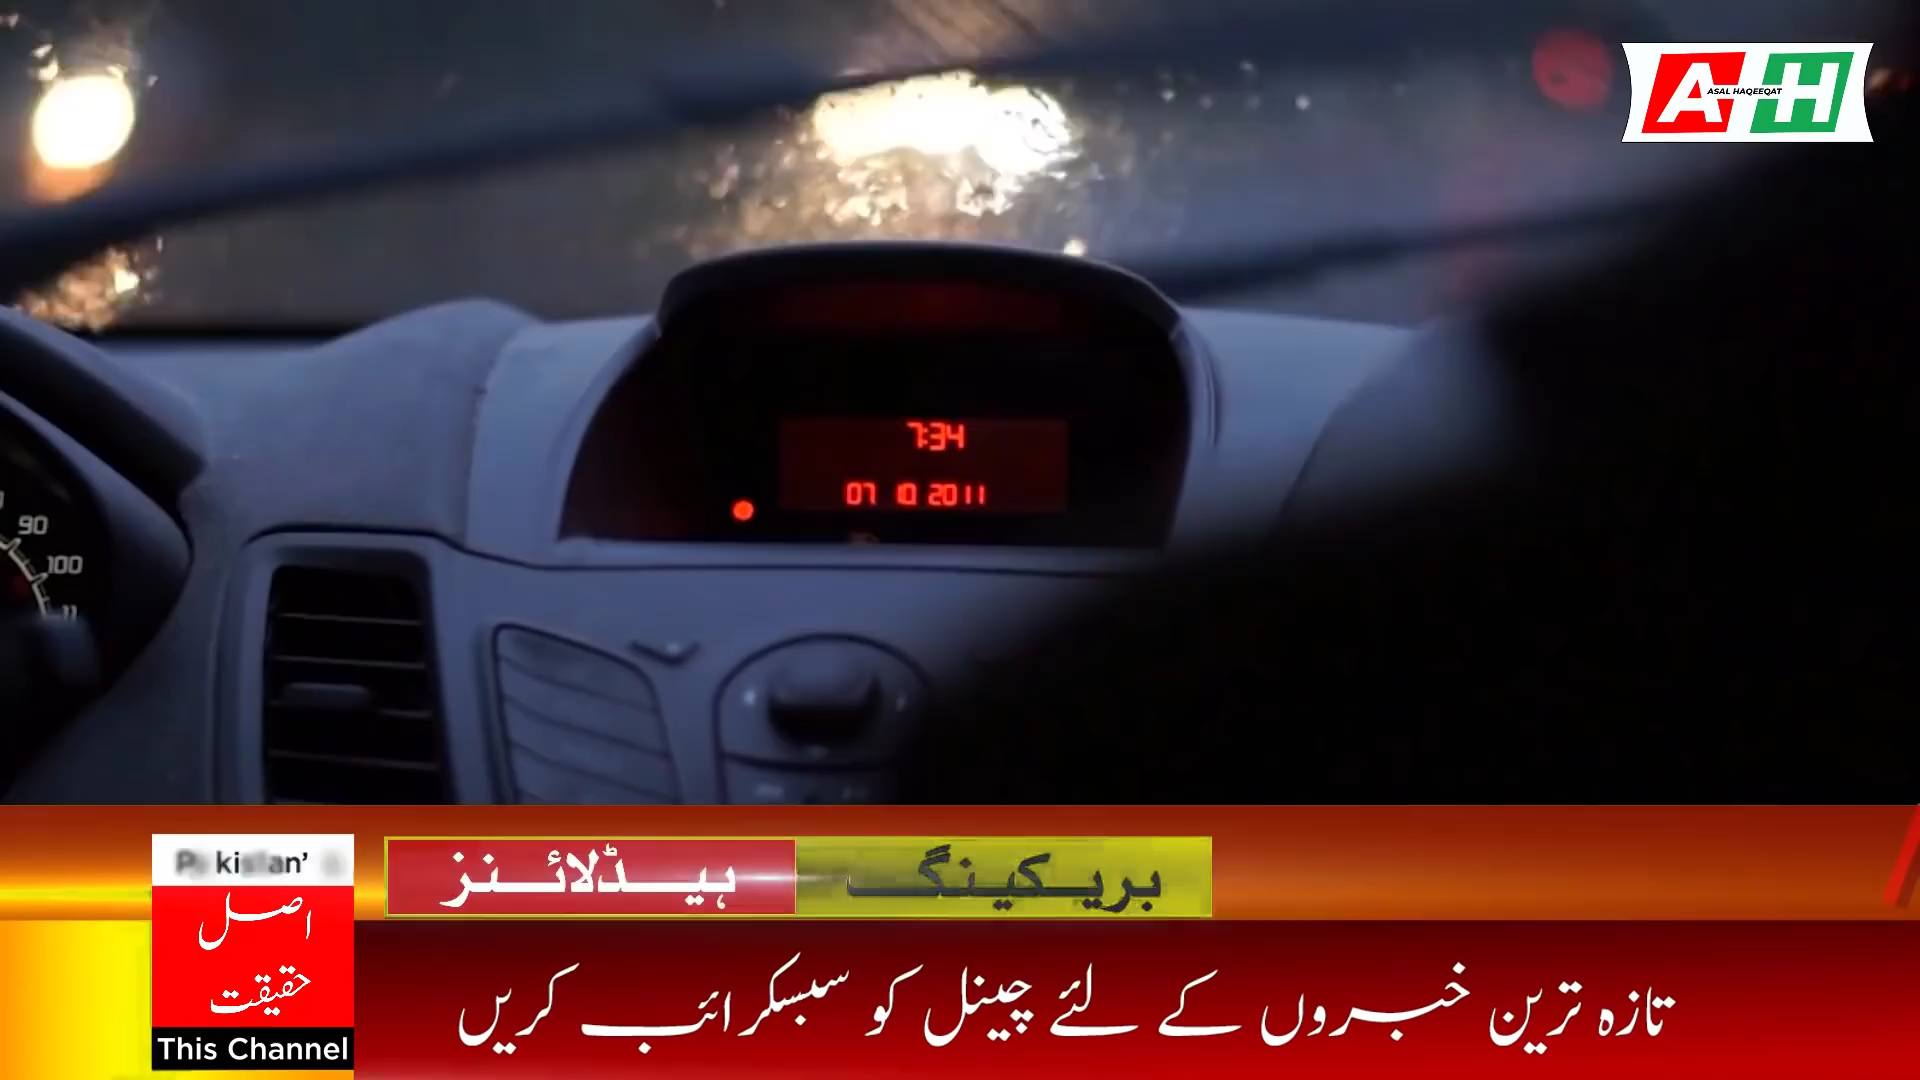 AH
ASAL HAQEEQAT
7:34
07 10 2011
90
100
ہیڈلائنز
بریکینگ
اصل
حقیقت
This Channel
تازہ ترین خبروں کے لئے چینل کو سبسکرائب کریں